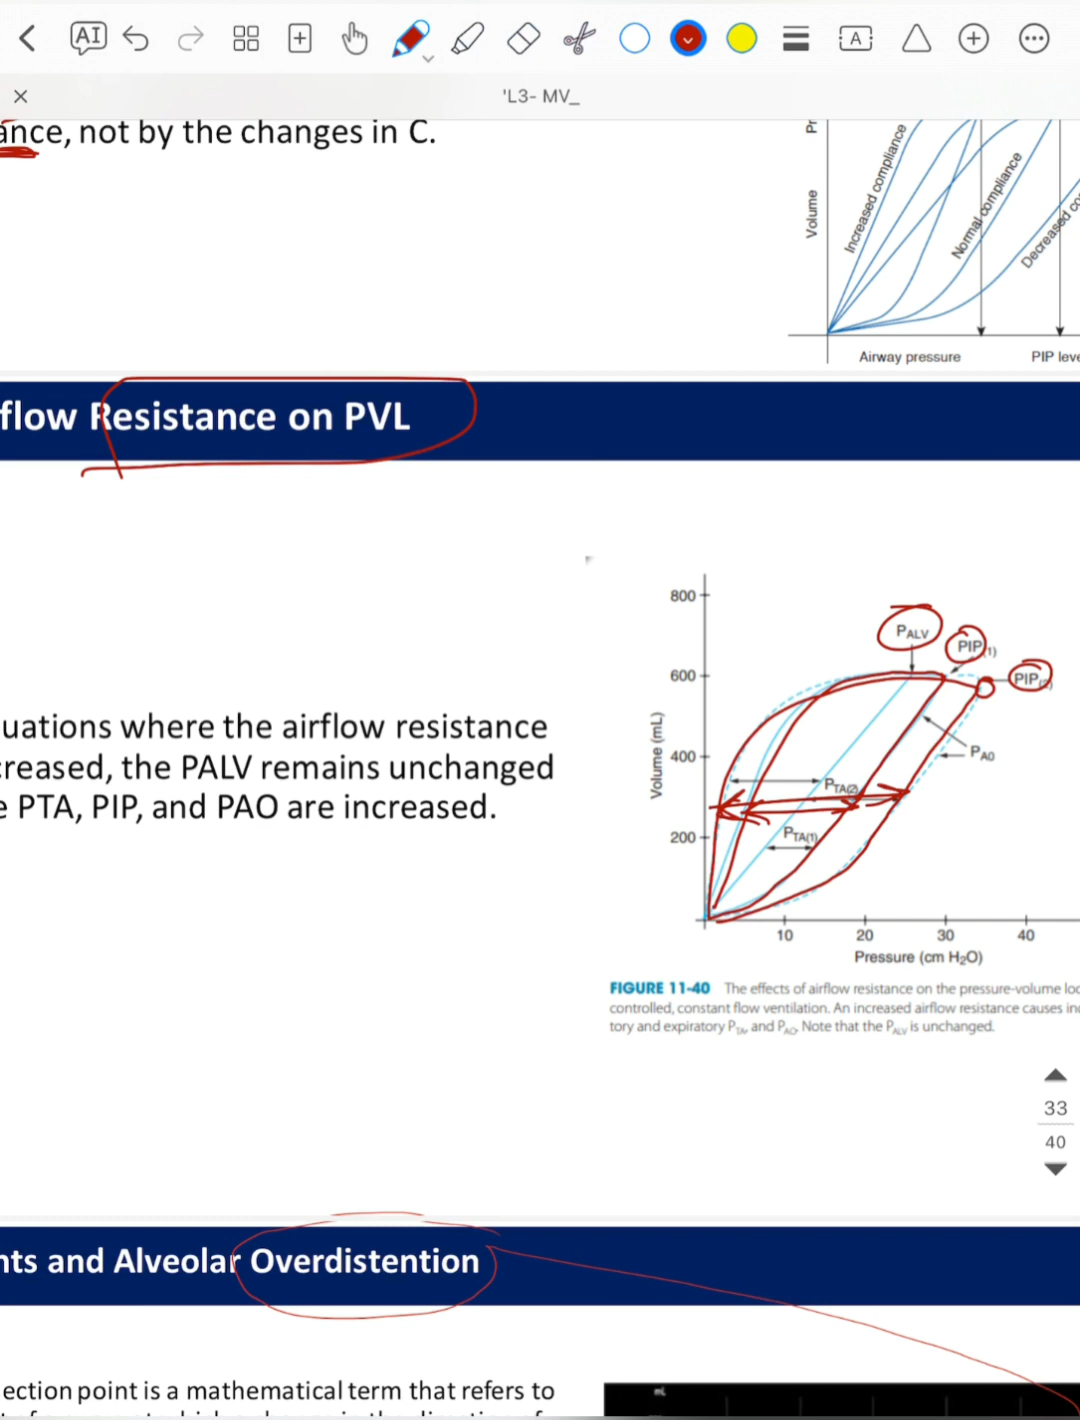 AI
A
'L3- MV_
ance, not by the changes in C.
Volume
Increased compliance
Normal compliance
Decreased
Airway pressure
PIP
flow Resistance on PVL
uations where the airflow resistance
creased, the PALV remains unchanged
e PTA, PIP, and PAO are increased.
800
600
400
200
Volume (mL)
PALV
PIP(1)
PIP(2)
PAO
PTA(2)
PTA(1)
10 20 30 40
Pressure (cm H₂O)
FIGURE 11-40 The effects of airflow resistance on the pressure-volume
controlled, constant flow ventilation. An increased airflow resistance causes
tory and expiratory PTA, and PAO. Note that the PALV is unchanged.
33
40
nts and Alveolar Overdistention
ection point is a mathematical term that refers to
mL